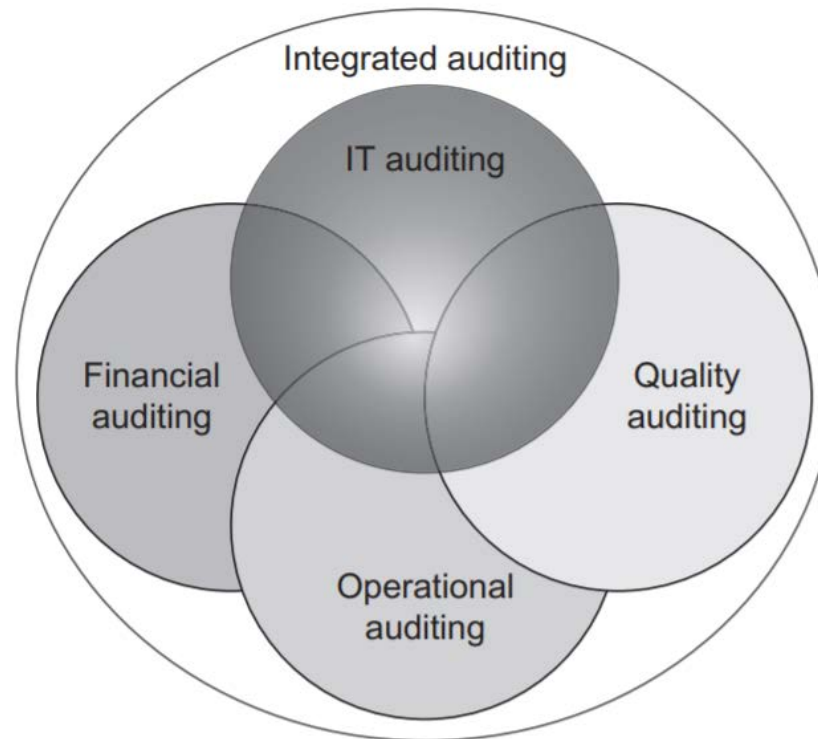 Integrated auditing
IT auditing
Financial
auditing
Quality
auditing
Operational
auditing